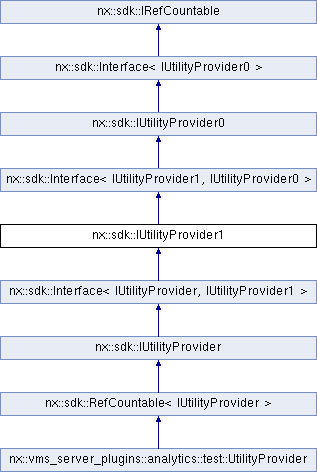 nx::sdk::IRefCountable
nx::sdk::Interface< IUtilityProvider0 >
nx::sdk::IUtilityProvider0
nx::sdk::Interface< IUtilityProvider1, IUtilityProvider0 >
nx::sdk::IUtilityProvider1
nx::sdk::Interface< IUtilityProvider, IUtilityProvider1 >
nx::sdk::IUtilityProvider
nx::sdk::RefCountable< IUtilityProvider >
nx::vms_server_plugins::analytics::test::UtilityProvider